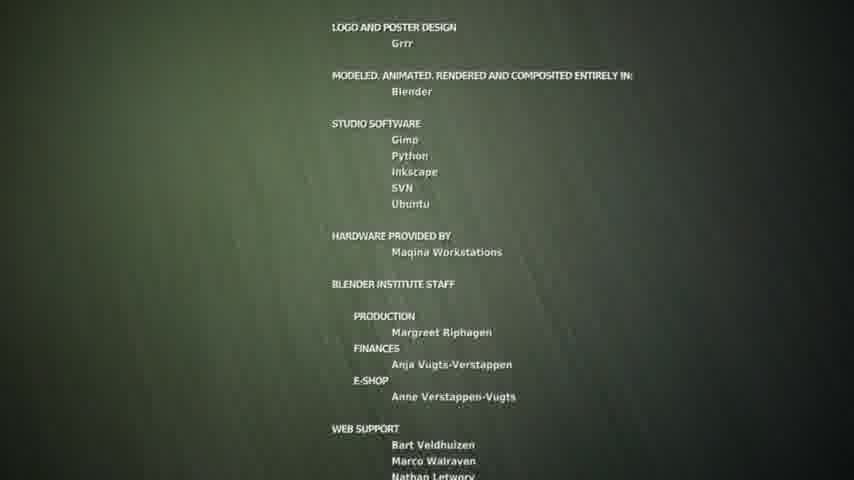 LOGO AND POSTER DESIGN
Grrr
MODELED, ANIMATED, RENDERED AND COMPOSITED ENTIRELY IN:
Blender
STUDIO SOFTWARE
Gimp
Python
Inkscape
SVN
Ubuntu
HARDWARE PROVIDED BY
Maqina Workstations
BLENDER INSTITUTE STAFF
PRODUCTION
Margreet Riphagen
FINANCES
Anja Vugts-Verstappen
E-SHOP
Anne Verstappen-Vugts
WEB SUPPORT
Bart Veldhuizen
Marco Walraven
Nathan Letwory